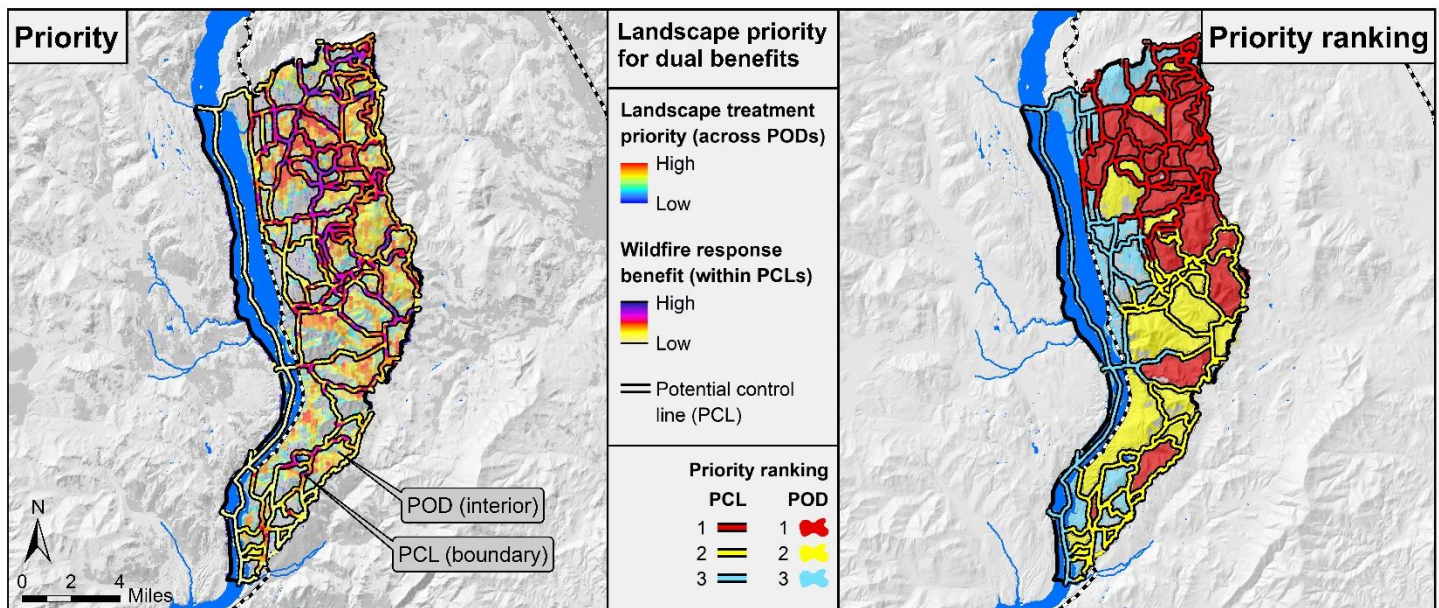 Priority
Landscape priority
for dual benefits
Landscape treatment
priority (across PODs)
High
Low
Wildfire response
benefit (within PCLs)
High
Low
Potential control
line (PCL)
Priority ranking
PCL POD
1 1
2 2
3 3
POD (interior)
PCL (boundary)
N
0 2 4
Miles
Priority ranking